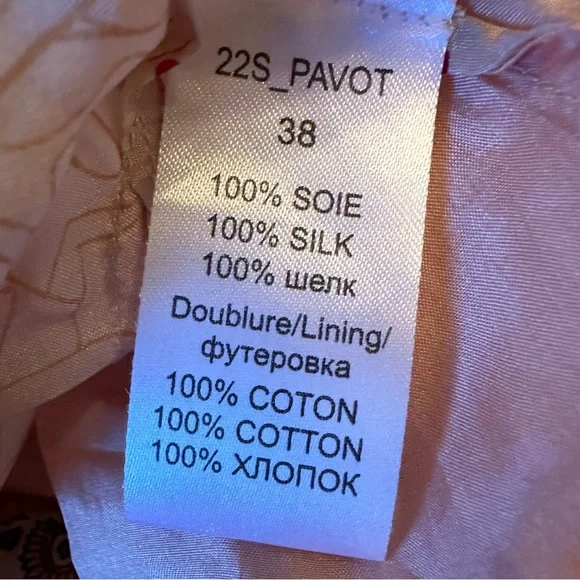 22S_PAVOT
38
100% SOIE
100% SILK
100% шелк
Doublure/Lining/
футеровка
100% COTON
100% COTTON
100% ХЛОПОК